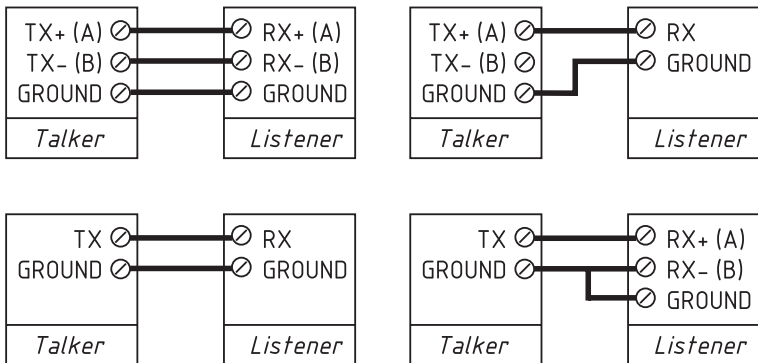 TX+ (A)
TX- (B)
GROUND
Talker
RX+ (A)
RX- (B)
GROUND
Listener
TX+ (A)
TX- (B)
GROUND
Talker
RX
GROUND
Listener
TX
GROUND
Talker
RX
GROUND
Listener
TX
GROUND
Talker
RX+ (A)
RX- (B)
GROUND
Listener